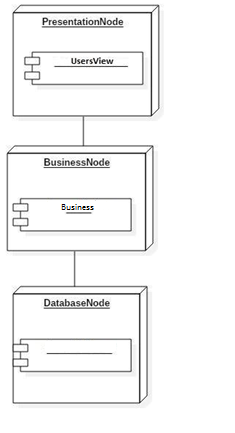 PresentationNode
UsersView
BusinessNode
Business
DatabaseNode